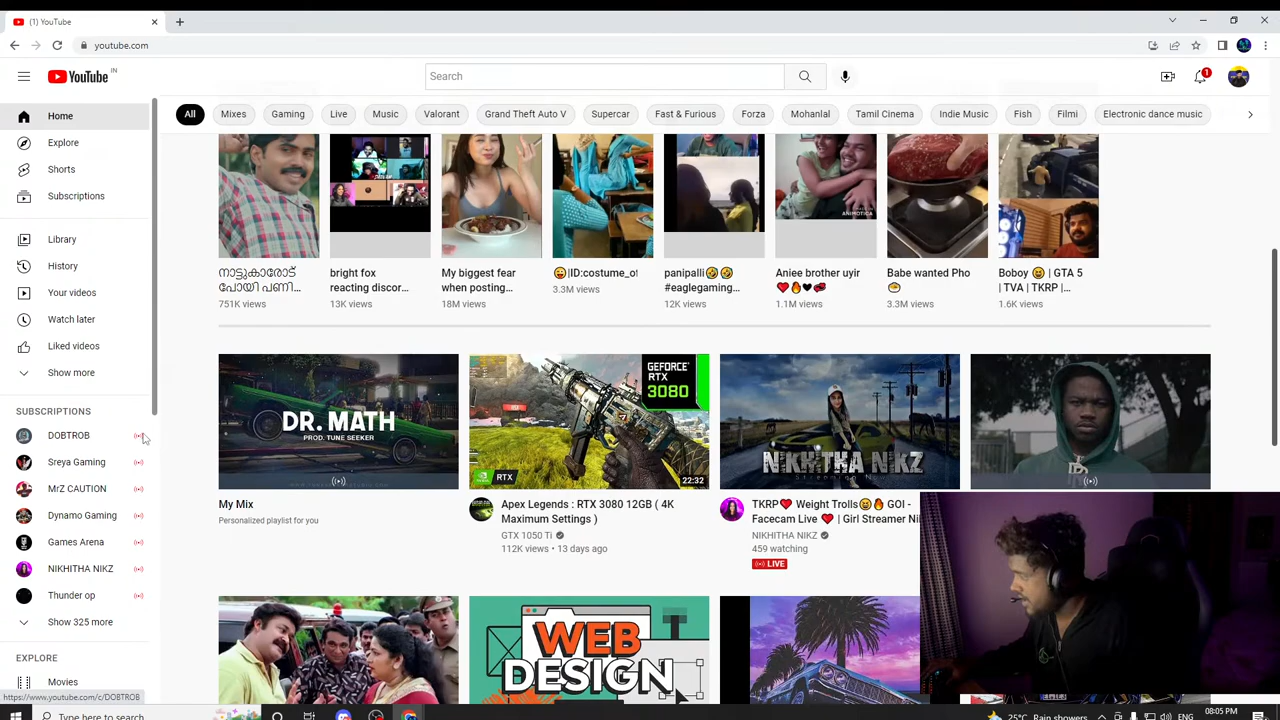 (1) YouTube
youtube.com
YouTube IN
Search
1
Home
Explore
Shorts
Subscriptions
Library
History
Your videos
Watch later
Liked videos
Show more
SUBSCRIPTIONS
DOBTROB
Sreya Gaming
MrZ CAUTION
Dynamo Gaming
Games Arena
NIKHITHA NIKZ
Thunder op
Show 325 more
EXPLORE
Movies
https://www.youtube.com/c/DOBTROB
All
Mixes
Gaming
Live
Music
Valorant
Grand Theft Auto V
Supercar
Fast & Furious
Forza
Mohanlal
Tamil Cinema
Indie Music
Fish
Filmi
Electronic dance music
ANIMOTICA
നാട്ടുകാരോട്
പോയി പണി...
751K views
bright fox
reacting discor...
13K views
My biggest fear
when posting...
18M views
😜|ID:costume_of
3.3M views
panipalli🤣🤣
#eaglegaming...
12K views
Aniee brother uyir
❤️🔥🖤💋
1.1M views
Babe wanted Pho
🍲
3.3M views
Boboy 😆 | GTA 5
| TVA | TKRP |...
1.6K views
DR. MATH
PROD. TUNE SEEKER
My Mix
Personalized playlist for you
GEFORCE
RTX
3080
RTX
22:32
Apex Legends : RTX 3080 12GB ( 4K
Maximum Settings )
GTX 1050 Ti
112K views • 13 days ago
NIKHTHA NIKZ
Streaming Now
TKRP❤️ Weight Trolls😆🔥 GOI -
Facecam Live ❤️ | Girl Streamer Ni
NIKHITHA NIKZ
459 watching
LIVE
WEB
DESIGN
Type here to search
25°C Rain showers
ENG
08:05 PM